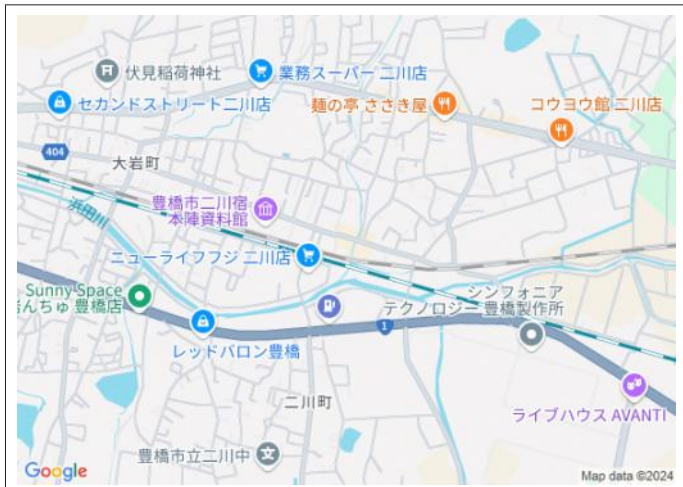 伏見稲荷神社
業務スーパー 二川店
セカンドストリート二川店
麺の亭 ささき屋
コウヨウ館 二川店
404
大岩町
豊橋市二川宿
本陣資料館
浜田川
ニューライフフジ 二川店
Sunny Space
豊橋店
シンフォニア
テクノロジー 豊橋製作所
1
レッドバロン豊橋
ライブハウス AVANTI
二川町
豊橋市立二川中
Google
Map data ©2024